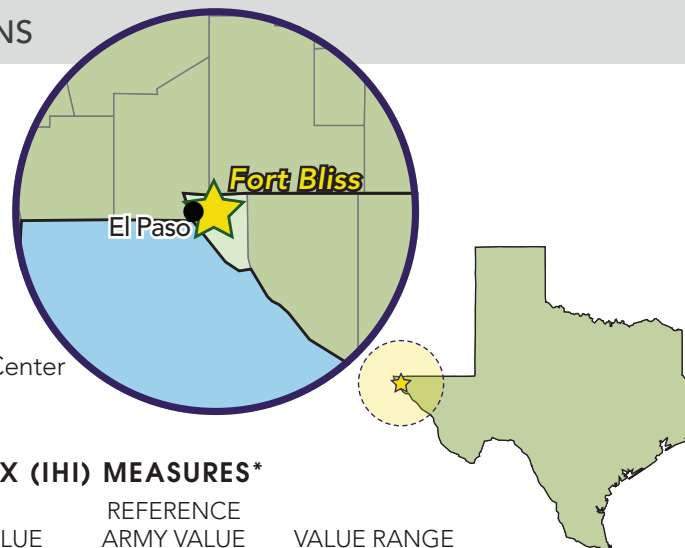 NS
Fort Bliss
El Paso
Center
X (IHI) MEASURES*
REFERENCE
LUE ARMY VALUE VALUE RANGE